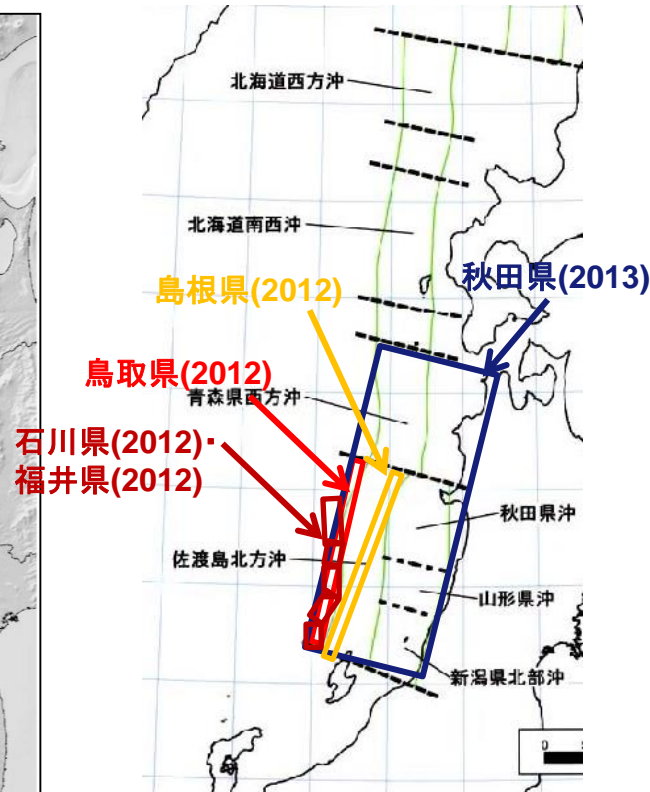 北海道西方沖
北海道南西沖
秋田県(2013)
島根県(2012)
鳥取県(2012)
青森県西方沖
石川県(2012)・
福井県(2012)
秋田県沖
佐渡島北方沖
山形県沖
新潟県北部沖
0